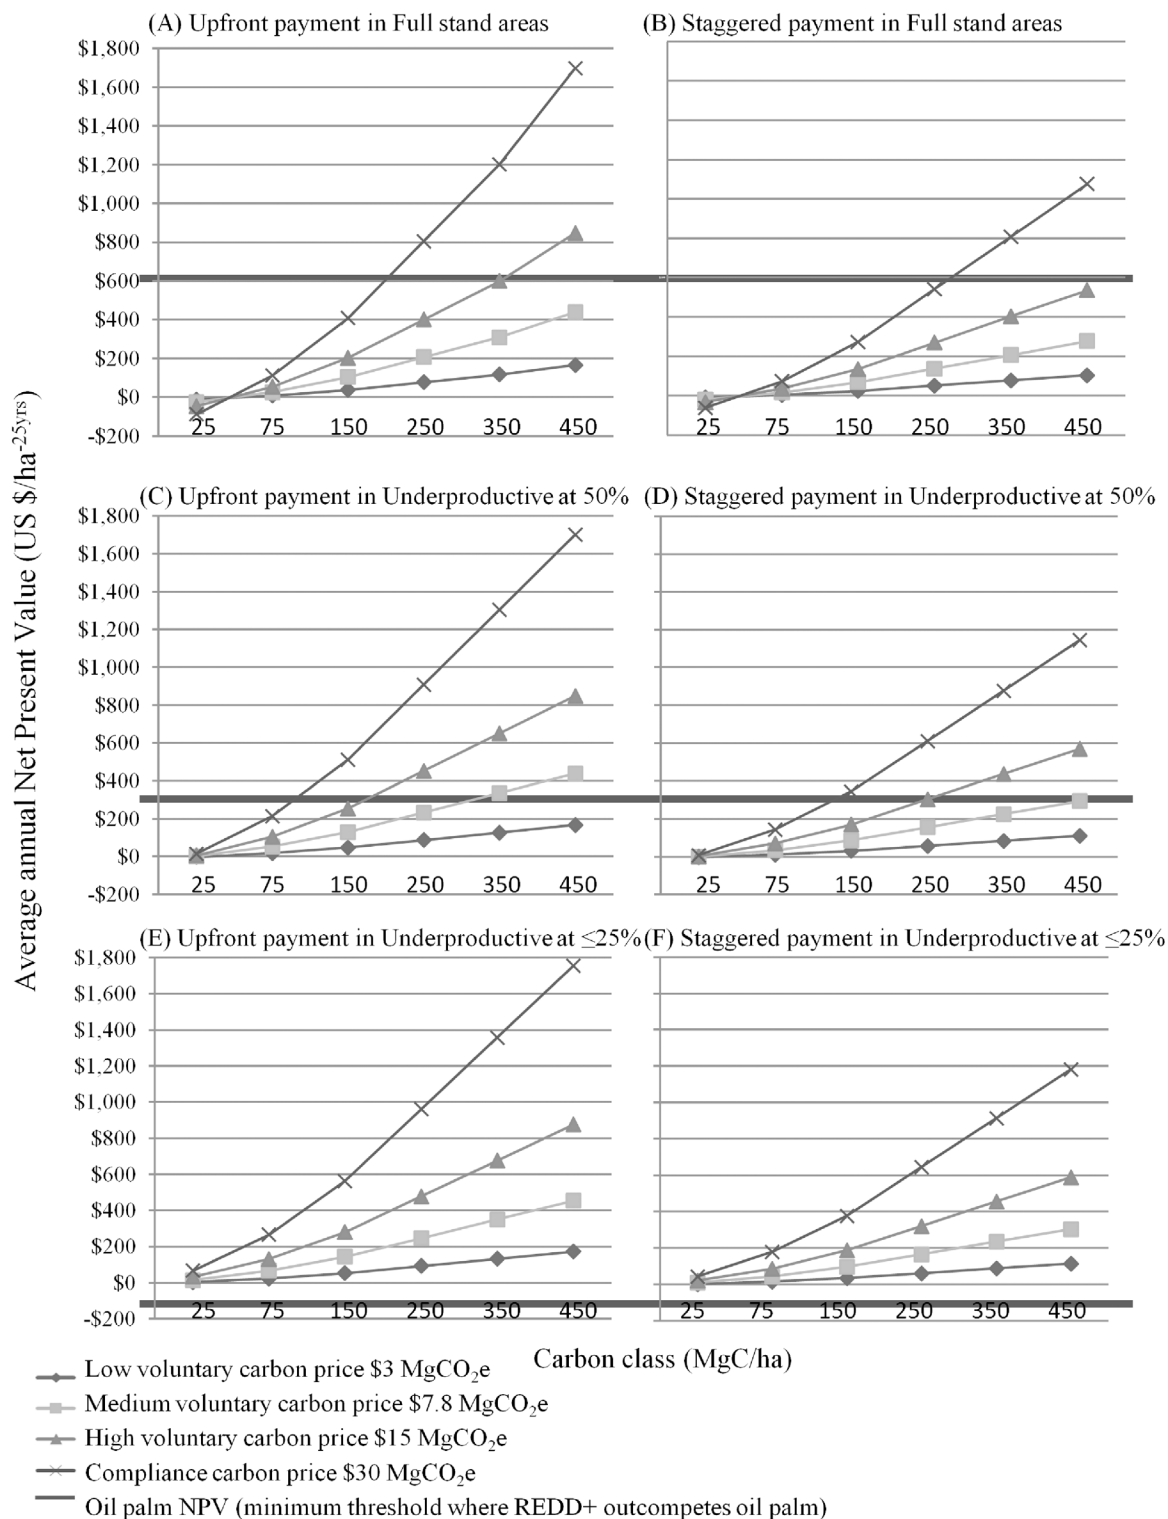 (A) Upfront payment in Full stand areas
(B) Staggered payment in Full stand areas
$1,800
$1,600
$1,400
$1,200
$1,000
$800
$600
$400
$200
$0
-$200
25 75 150 250 350 450
25 75 150 250 350 450
(C) Upfront payment in Underproductive at 50%
(D) Staggered payment in Underproductive at 50%
$1,800
$1,600
$1,400
$1,200
$1,000
$800
$600
$400
$200
$0
-$200
25 75 150 250 350 450
25 75 150 250 350 450
(E) Upfront payment in Underproductive at ≤25%
(F) Staggered payment in Underproductive at ≤25%
$1,800
$1,600
$1,400
$1,200
$1,000
$800
$600
$400
$200
$0
-$200
25 75 150 250 350 450
25 75 150 250 350 450
Average annual Net Present Value (US $/ha⁻²⁵ʸʳˢ)
Carbon class (MgC/ha)
Low voluntary carbon price $3 MgCO₂e
Medium voluntary carbon price $7.8 MgCO₂e
High voluntary carbon price $15 MgCO₂e
Compliance carbon price $30 MgCO₂e
Oil palm NPV (minimum threshold where REDD+ outcompetes oil palm)